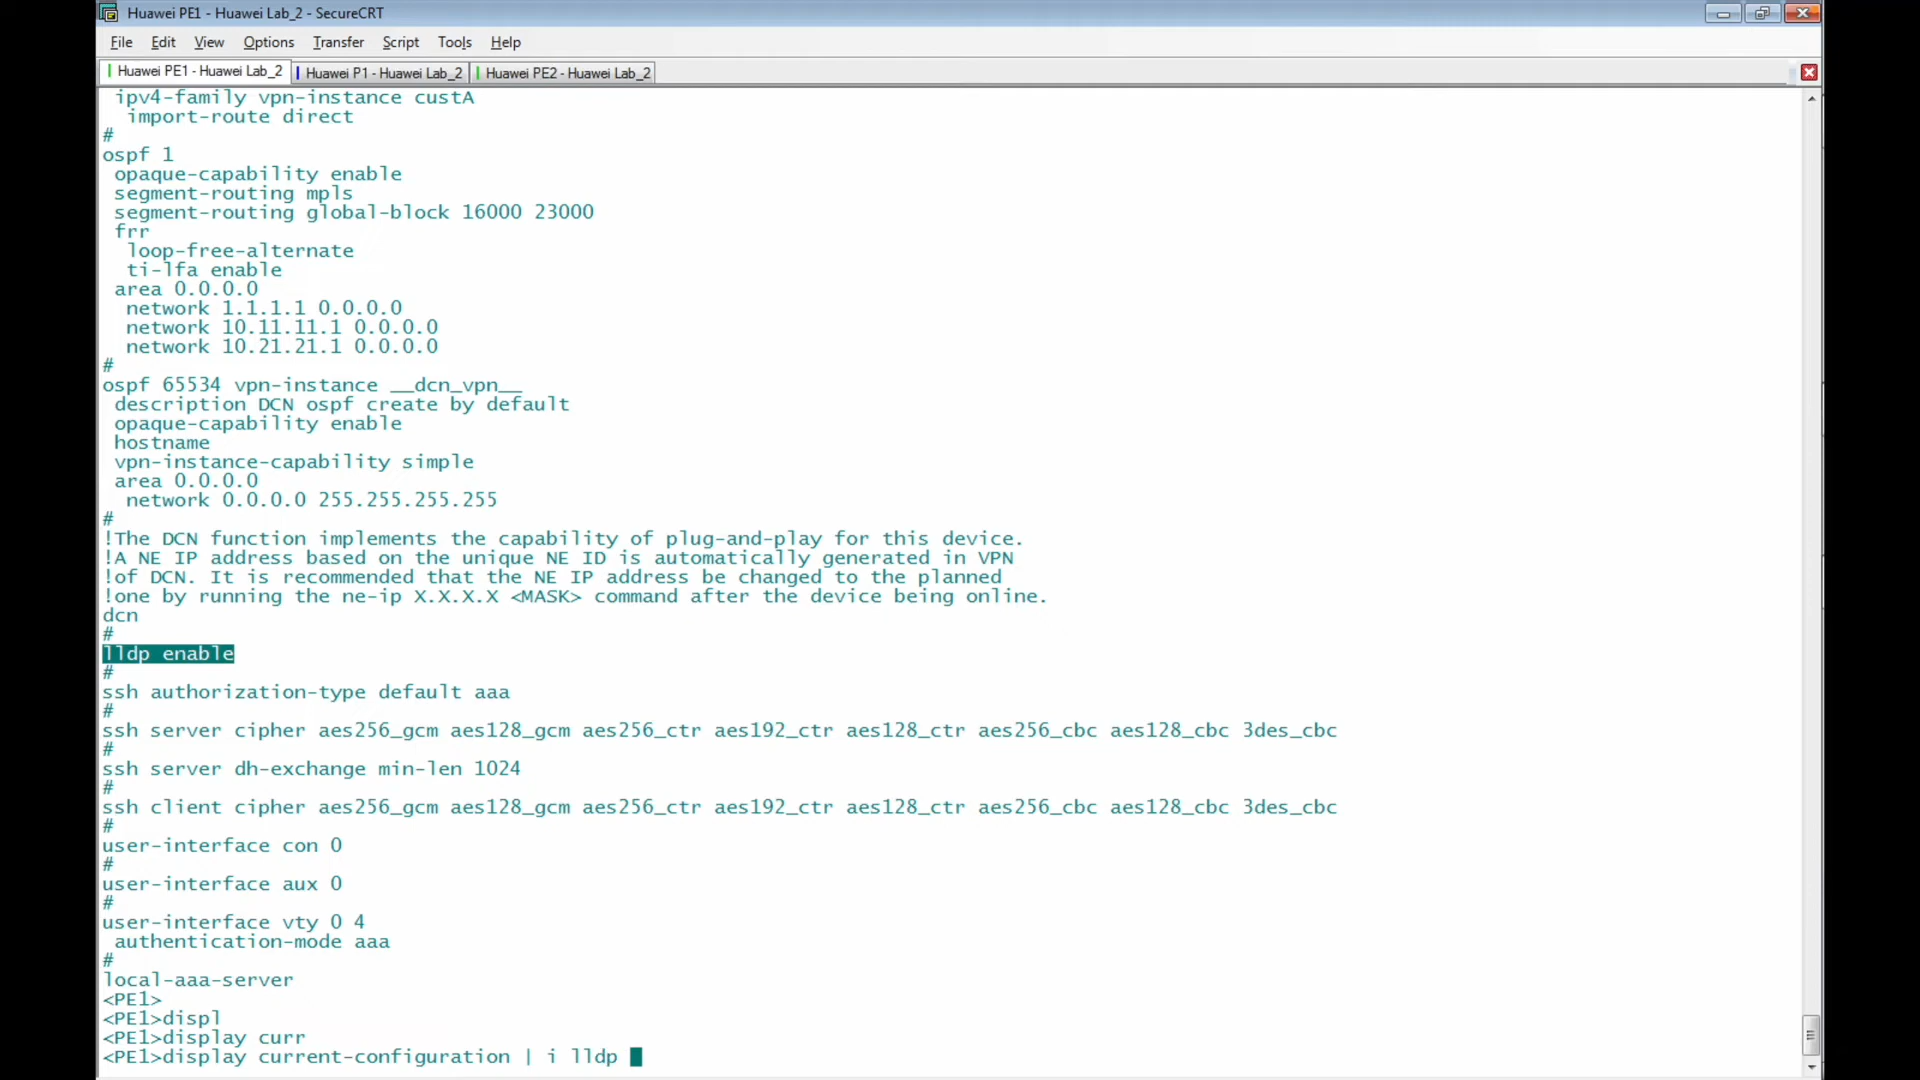 Huawei PE1 - Huawei Lab_2 - SecureCRT
File Edit View Options Transfer Script Tools Help
Huawei PE1 - Huawei Lab_2 Huawei P1 - Huawei Lab_2 Huawei PE2 - Huawei Lab_2
ipv4-family vpn-instance custA
import-route direct
#
ospf 1
opaque-capability enable
segment-routing mpls
segment-routing global-block 16000 23000
frr
loop-free-alternate
ti-lfa enable
area 0.0.0.0
network 1.1.1.1 0.0.0.0
network 10.11.11.1 0.0.0.0
network 10.21.21.1 0.0.0.0
#
ospf 65534 vpn-instance __dcn_vpn__
description DCN ospf create by default
opaque-capability enable
hostname
vpn-instance-capability simple
area 0.0.0.0
network 0.0.0.0 255.255.255.255
#
!The DCN function implements the capability of plug-and-play for this device.
!A NE IP address based on the unique NE ID is automatically generated in VPN
!of DCN. It is recommended that the NE IP address be changed to the planned
!one by running the ne-ip X.X.X.X <MASK> command after the device being online.
dcn
#
lldp enable
#
ssh authorization-type default aaa
#
ssh server cipher aes256_gcm aes128_gcm aes256_ctr aes192_ctr aes128_ctr aes256_cbc aes128_cbc 3des_cbc
#
ssh server dh-exchange min-len 1024
#
ssh client cipher aes256_gcm aes128_gcm aes256_ctr aes192_ctr aes128_ctr aes256_cbc aes128_cbc 3des_cbc
#
user-interface con 0
#
user-interface aux 0
#
user-interface vty 0 4
authentication-mode aaa
#
local-aaa-server
<PE1>
<PE1>displ
<PE1>display curr
<PE1>display current-configuration | i lldp